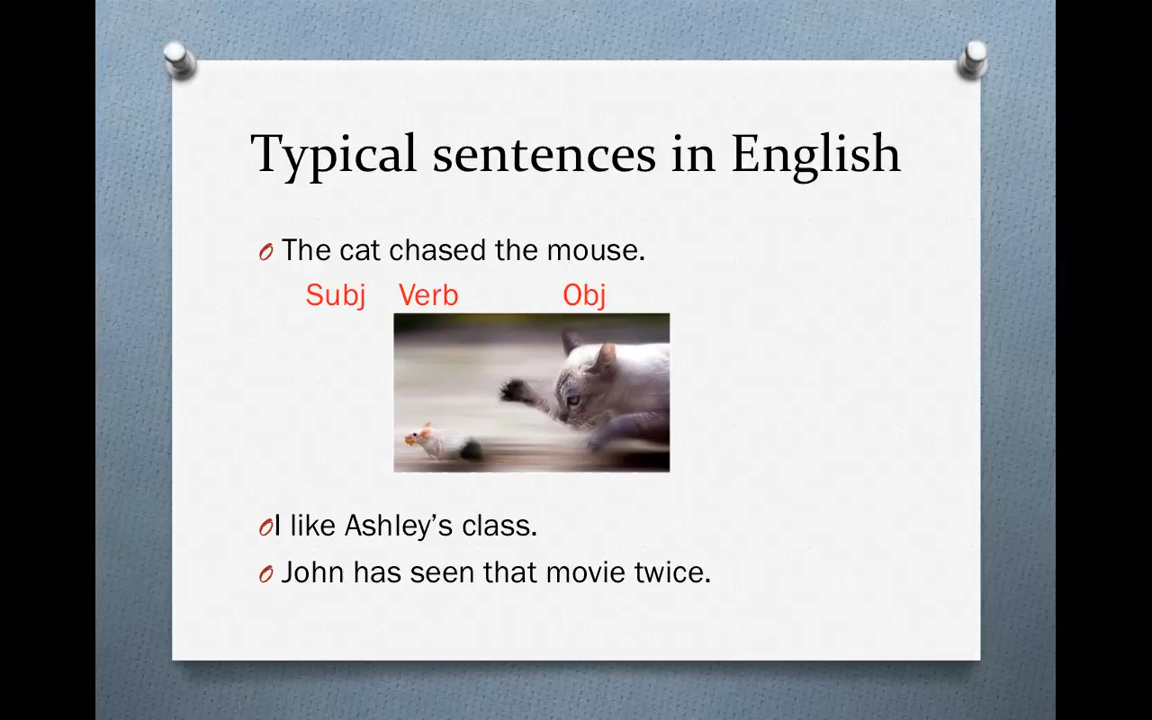 Typical sentences in English
The cat chased the mouse.
Subj Verb Obj
I like Ashley’s class.
John has seen that movie twice.